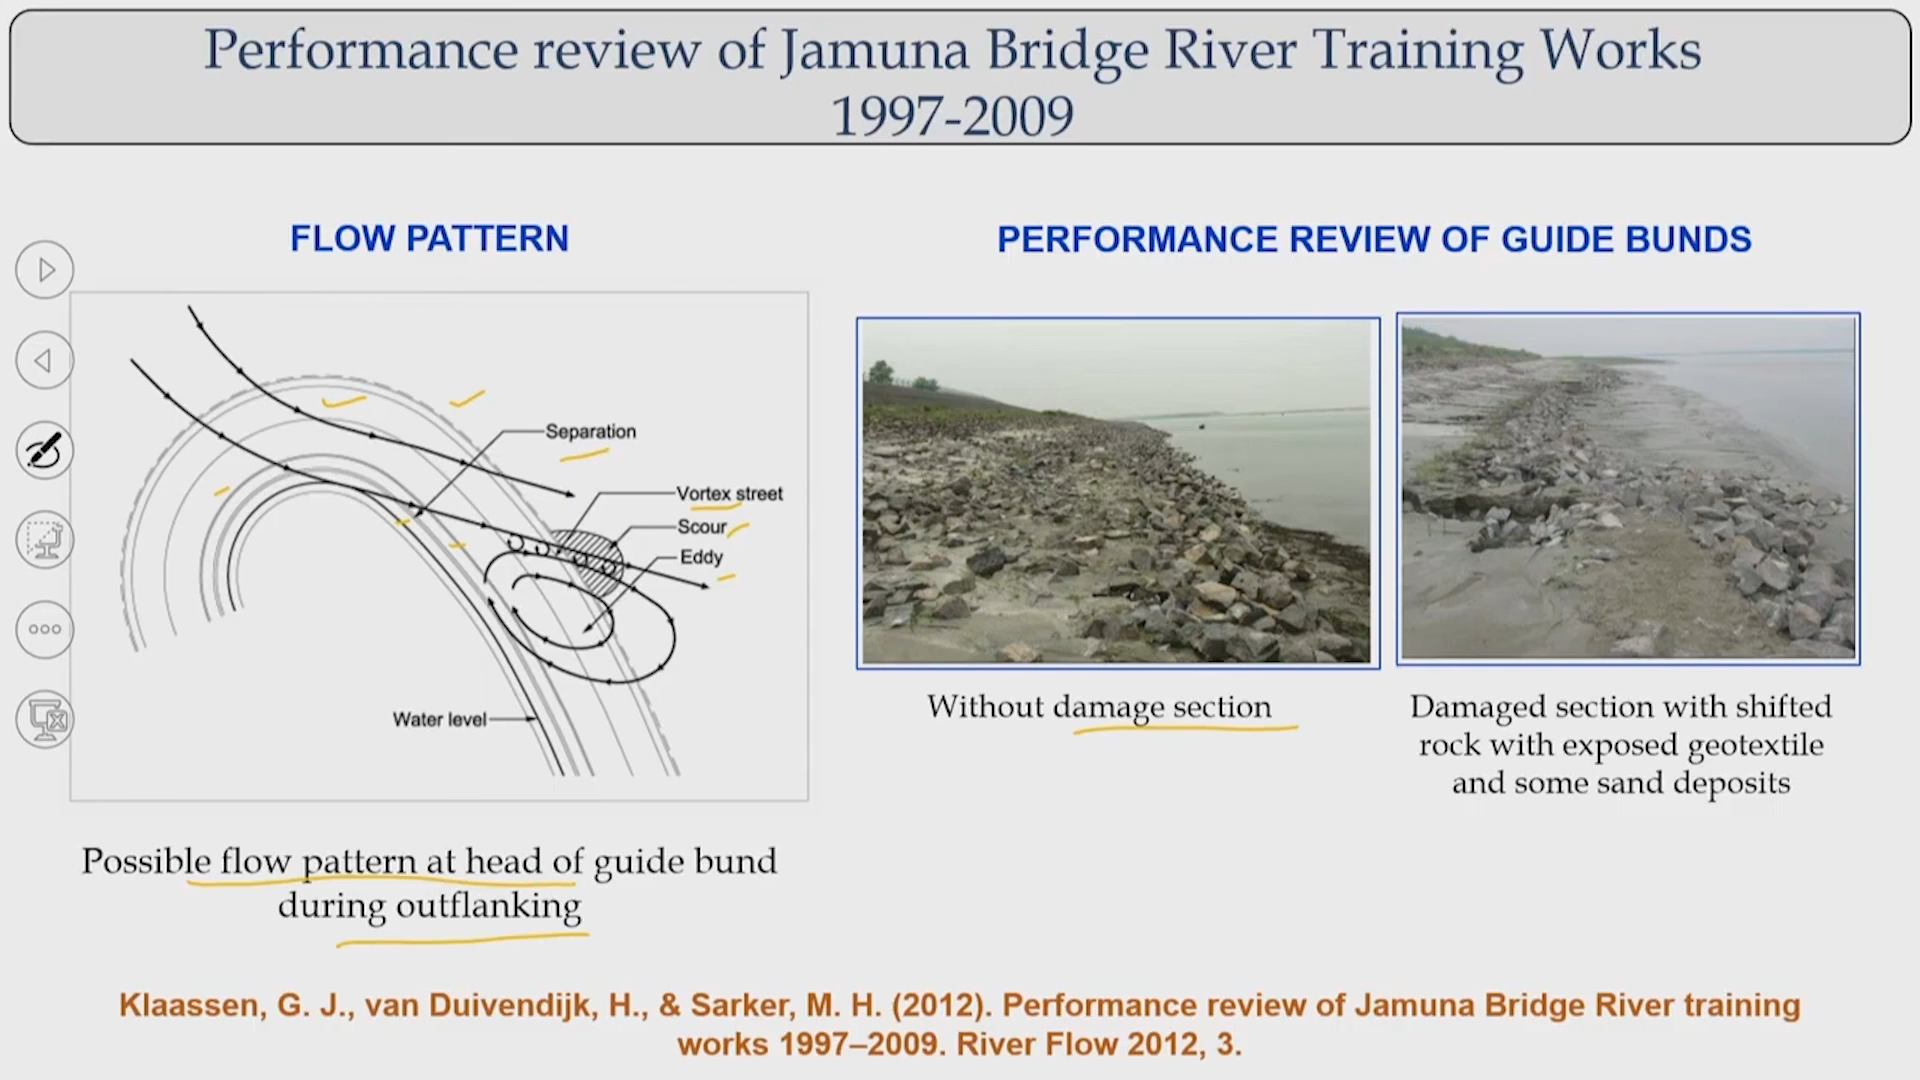 Performance review of Jamuna Bridge River Training Works
1997-2009
FLOW PATTERN
Separation
Vortex street
Scour
Eddy
Water level
Possible flow pattern at head of guide bund
during outflanking
PERFORMANCE REVIEW OF GUIDE BUNDS
Without damage section
Damaged section with shifted
rock with exposed geotextile
and some sand deposits
Klaassen, G. J., van Duivendijk, H., & Sarker, M. H. (2012). Performance review of Jamuna Bridge River training
works 1997–2009. River Flow 2012, 3.